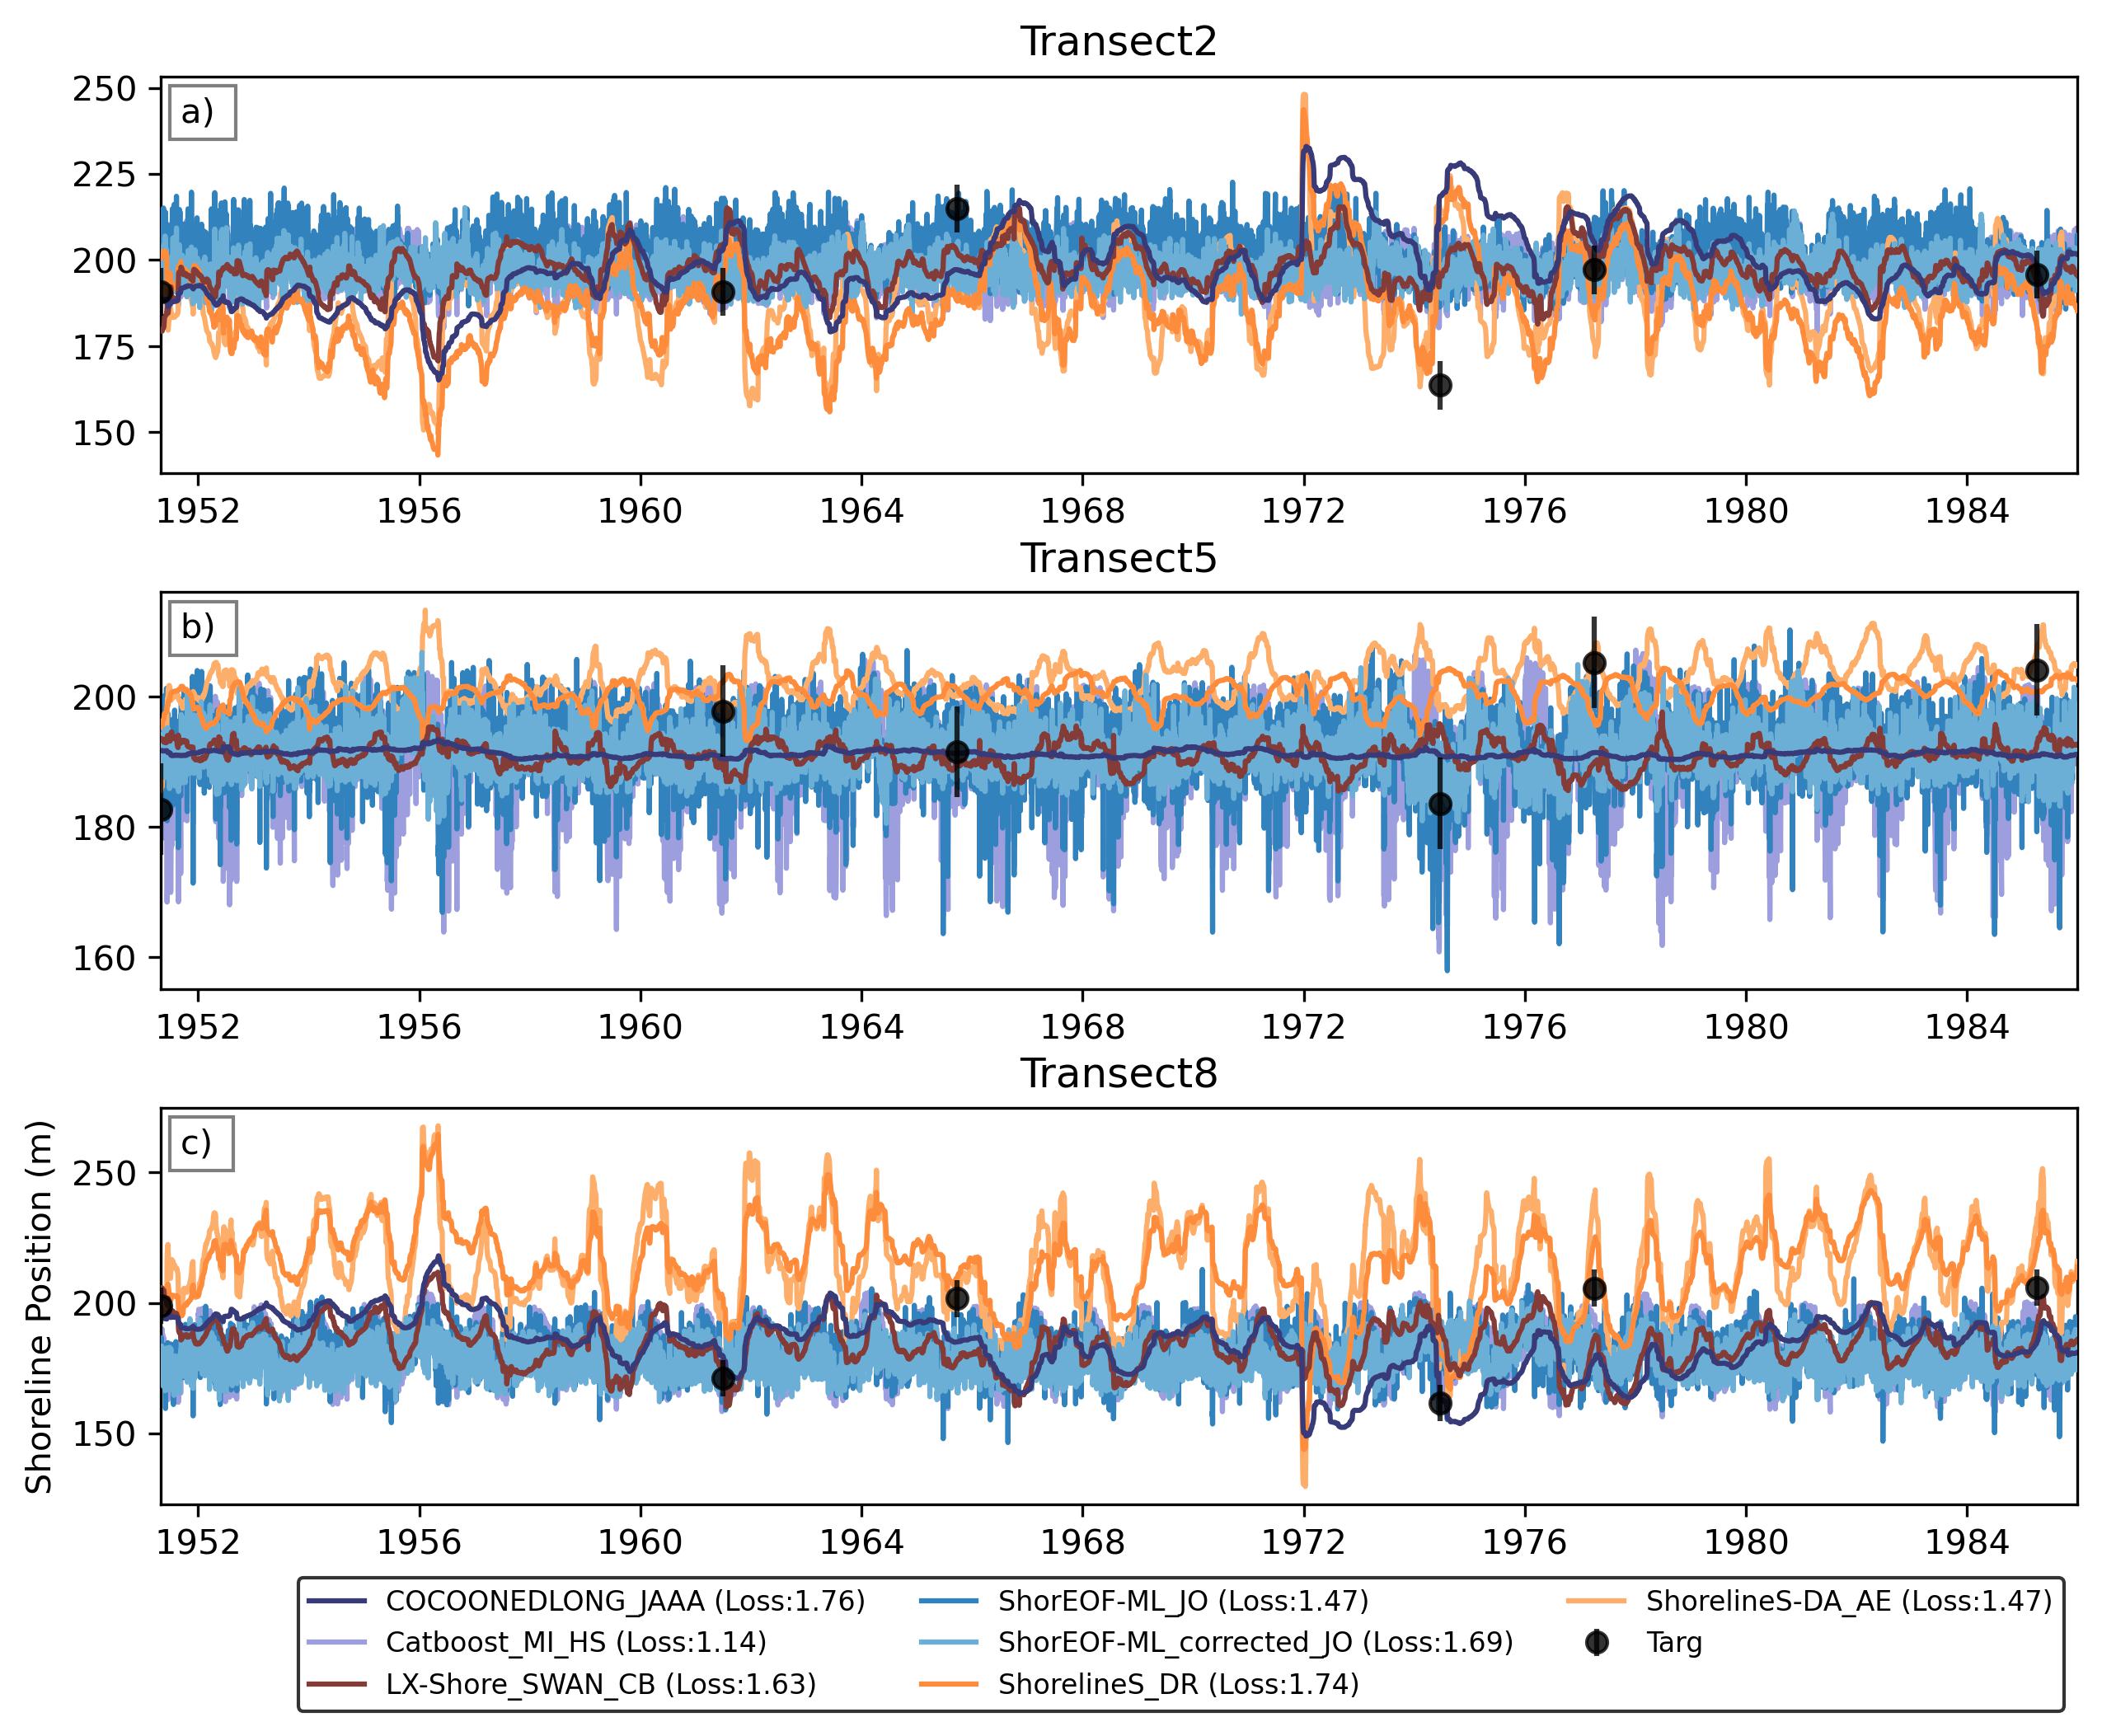 Transect2
a)
250
225
200
175
150
1952 1956 1960 1964 1968 1972 1976 1980 1984
Transect5
b)
200
180
160
1952 1956 1960 1964 1968 1972 1976 1980 1984
Transect8
c)
Shoreline Position (m)
250
200
150
1952 1956 1960 1964 1968 1972 1976 1980 1984
COCOONEDLONG_JAAA (Loss:1.76)
Catboost_MI_HS (Loss:1.14)
LX-Shore_SWAN_CB (Loss:1.63)
ShorEOF-ML_JO (Loss:1.47)
ShorEOF-ML_corrected_JO (Loss:1.69)
ShorelineS_DR (Loss:1.74)
ShorelineS-DA_AE (Loss:1.47)
Targ